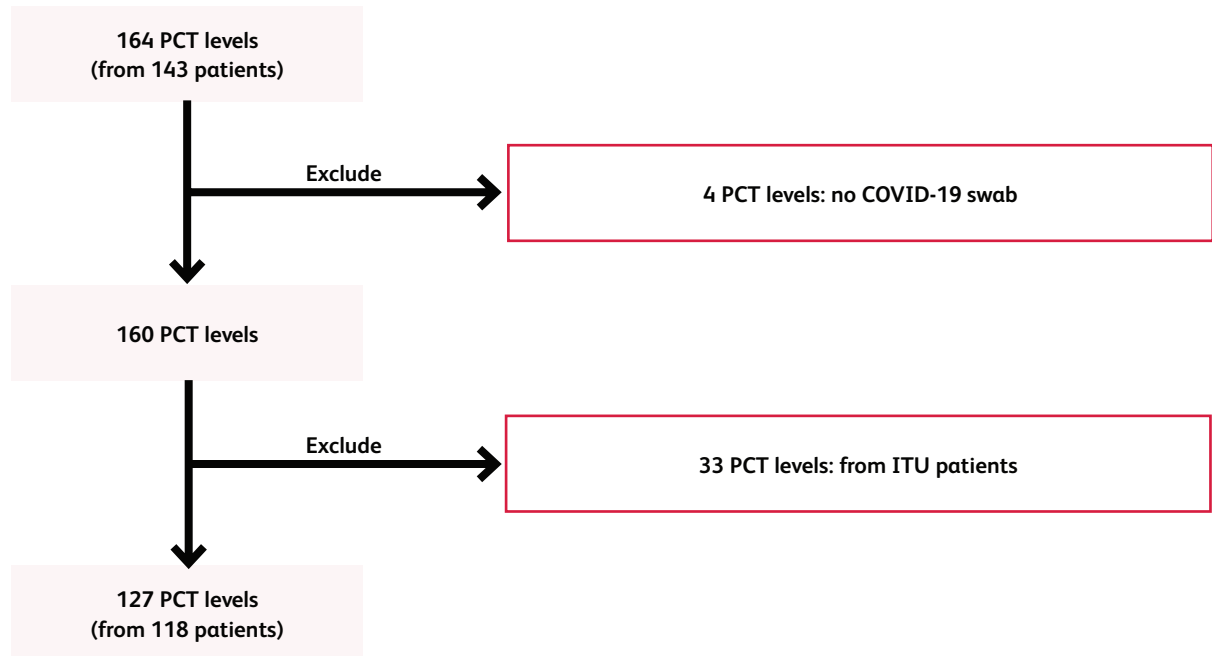 164 PCT levels
(from 143 patients)
Exclude
4 PCT levels: no COVID-19 swab
160 PCT levels
Exclude
33 PCT levels: from ITU patients
127 PCT levels
(from 118 patients)